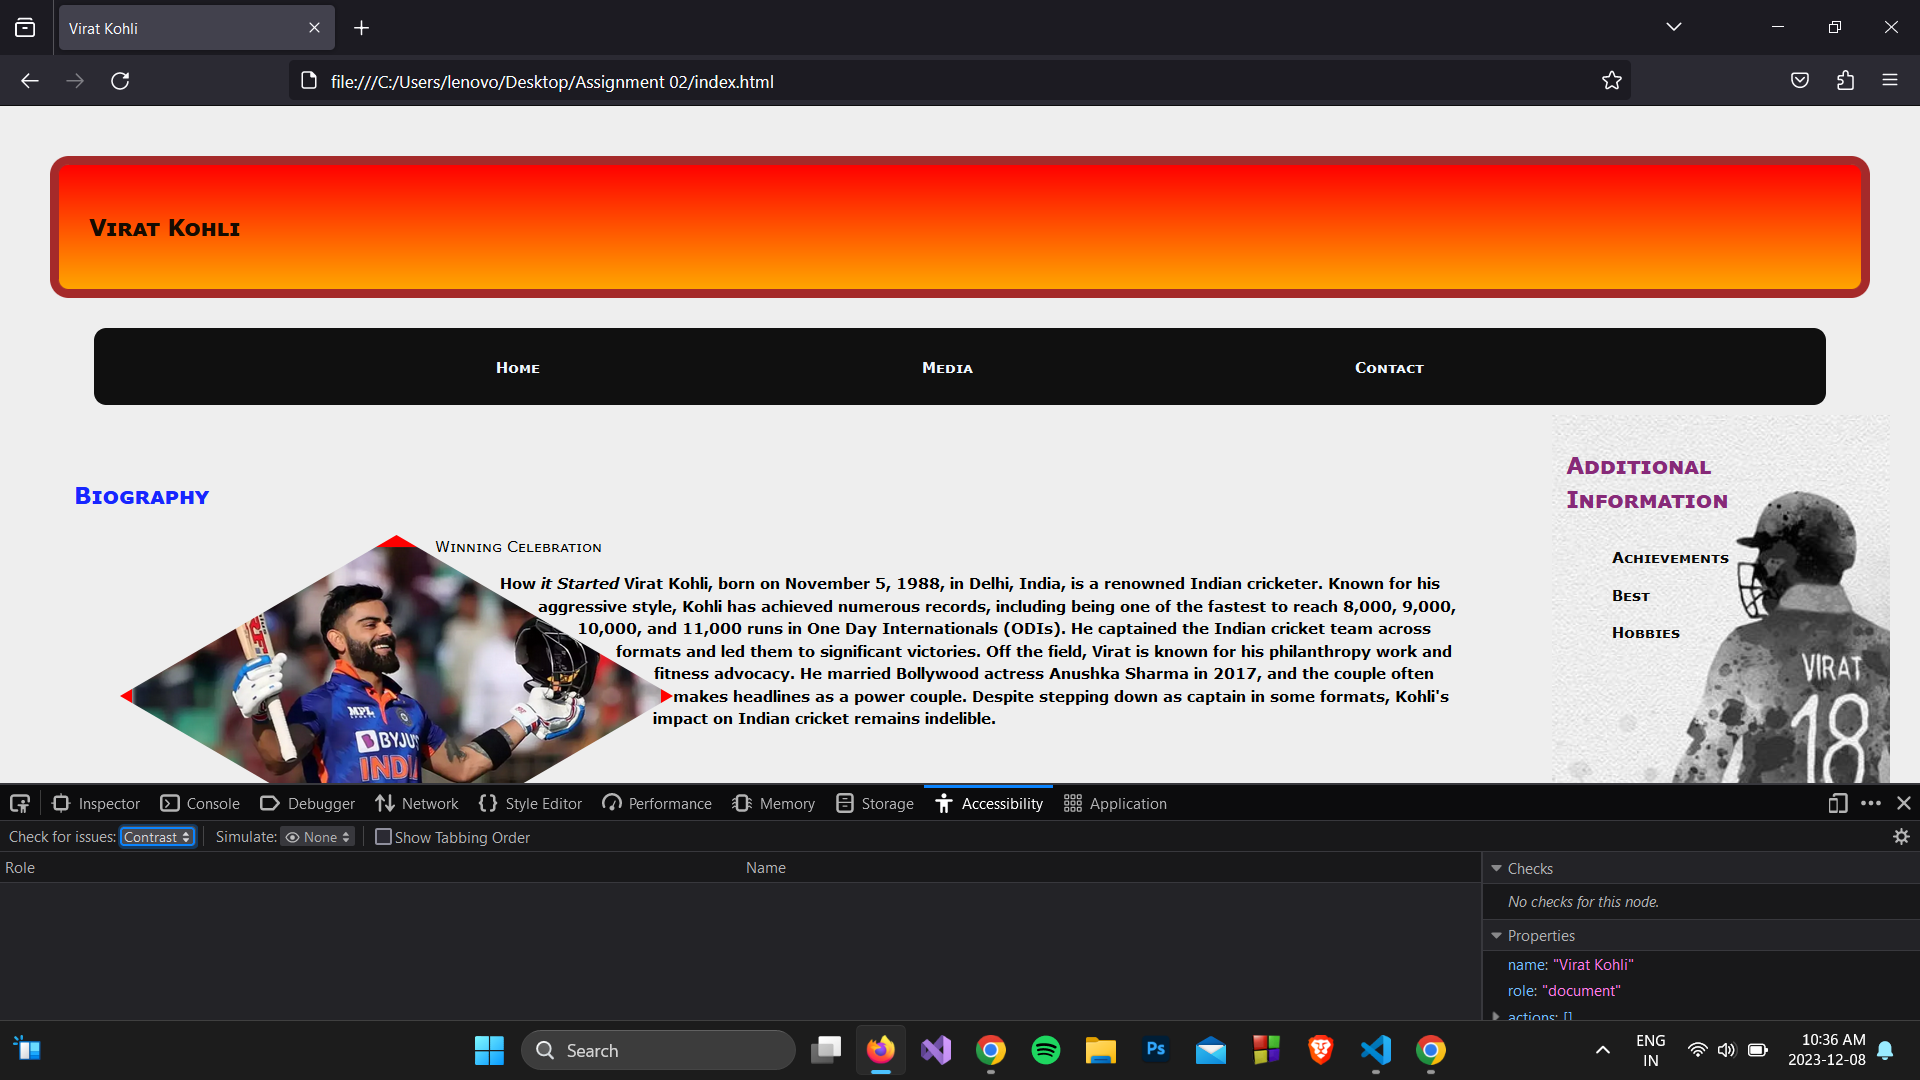 Virat Kohli
file:///C:/Users/lenovo/Desktop/Assignment 02/index.html
Virat Kohli
Home
Media
Contact
Biography
Winning Celebration
How it Started Virat Kohli, born on November 5, 1988, in Delhi, India, is a renowned Indian cricketer. Known for his
aggressive style, Kohli has achieved numerous records, including being one of the fastest to reach 8,000, 9,000,
10,000, and 11,000 runs in One Day Internationals (ODIs). He captained the Indian cricket team across
formats and led them to significant victories. Off the field, Virat is known for his philanthropy work and
fitness advocacy. He married Bollywood actress Anushka Sharma in 2017, and the couple often
makes headlines as a power couple. Despite stepping down as captain in some formats, Kohli's
impact on Indian cricket remains indelible.
MPL
BYJU
INDI
Additional
Information
Achievements
Best
Hobbies
VIRAT
18
Inspector
Console
Debugger
Network
Style Editor
Performance
Memory
Storage
Accessibility
Application
Check for issues: Contrast
Simulate: None
Show Tabbing Order
Role
Name
Checks
No checks for this node.
Properties
name: "Virat Kohli"
role: "document"
actions: []
Search
Ps
ENG
IN
10:36 AM
2023-12-08